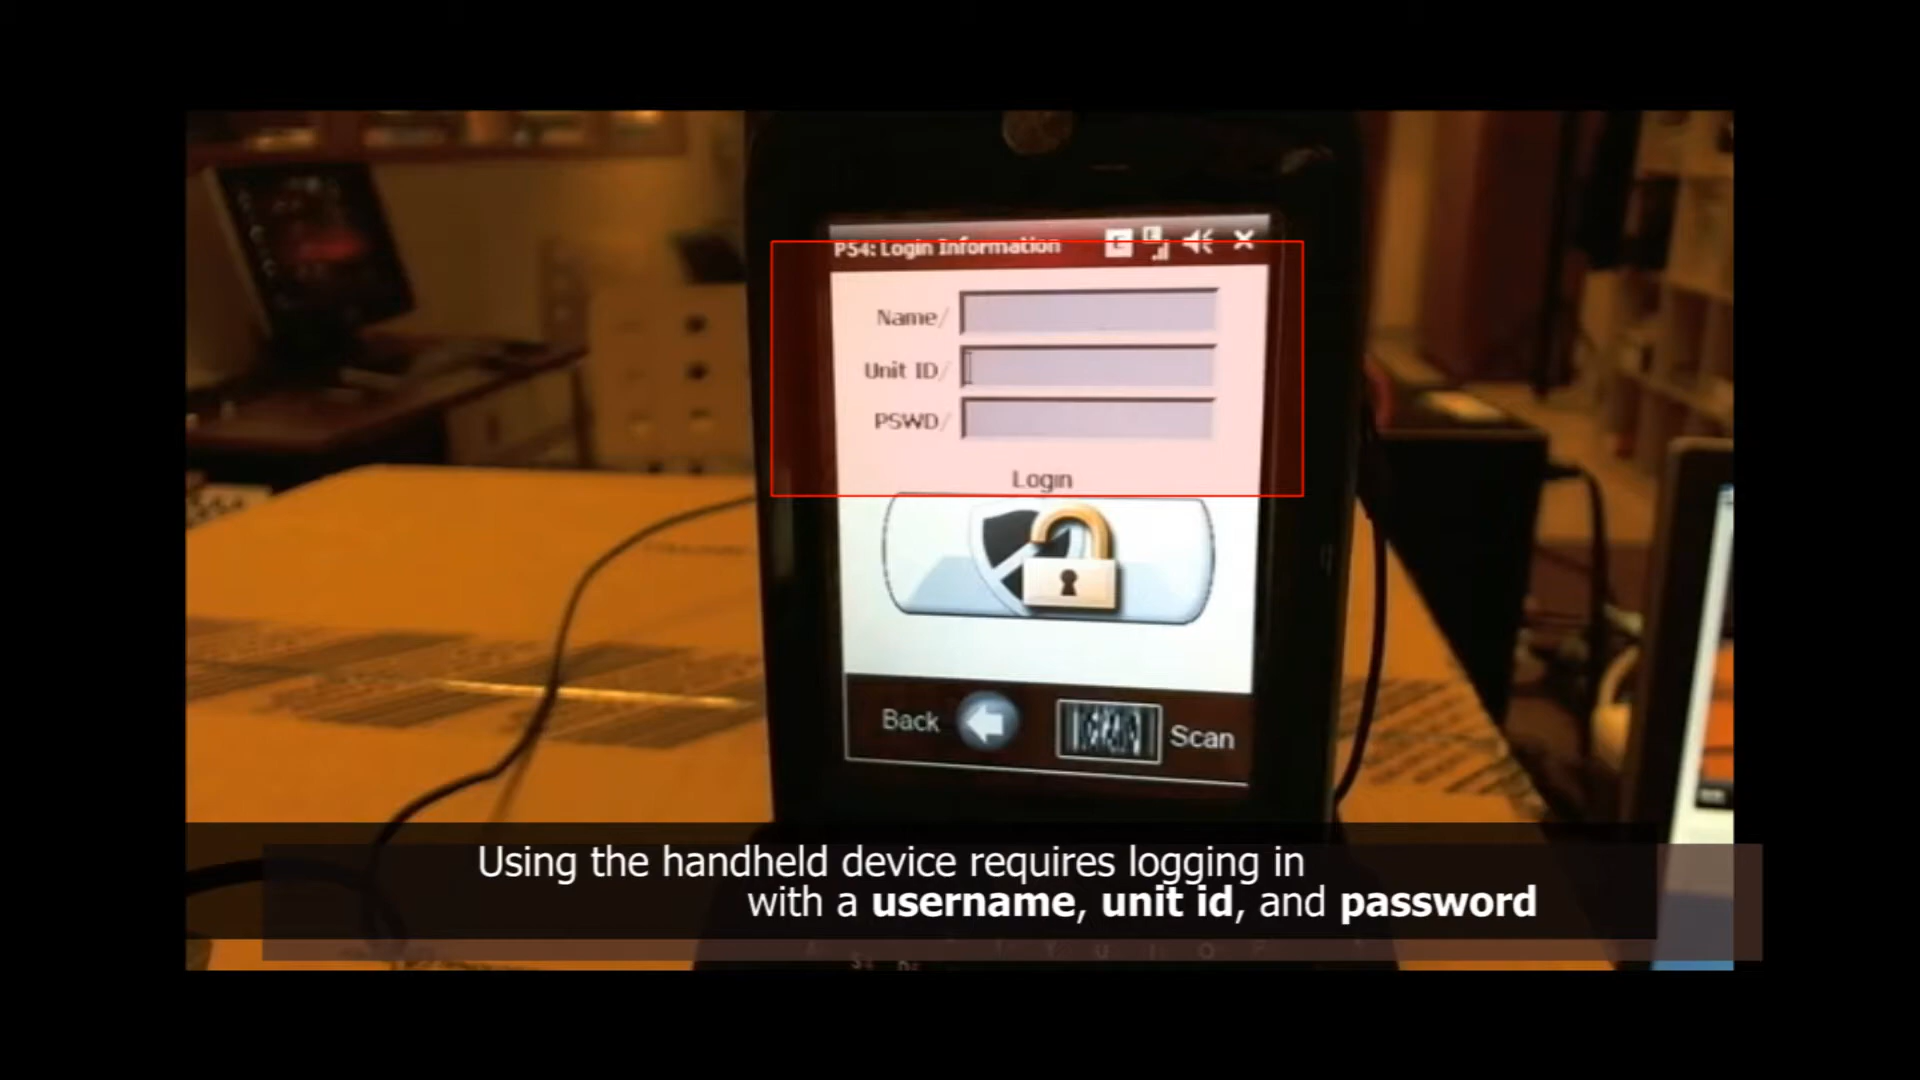 PS4: Login Information
Name/
Unit ID/
PSWD/
Login
Back
Scan
Using the handheld device requires logging in
with a username, unit id, and password